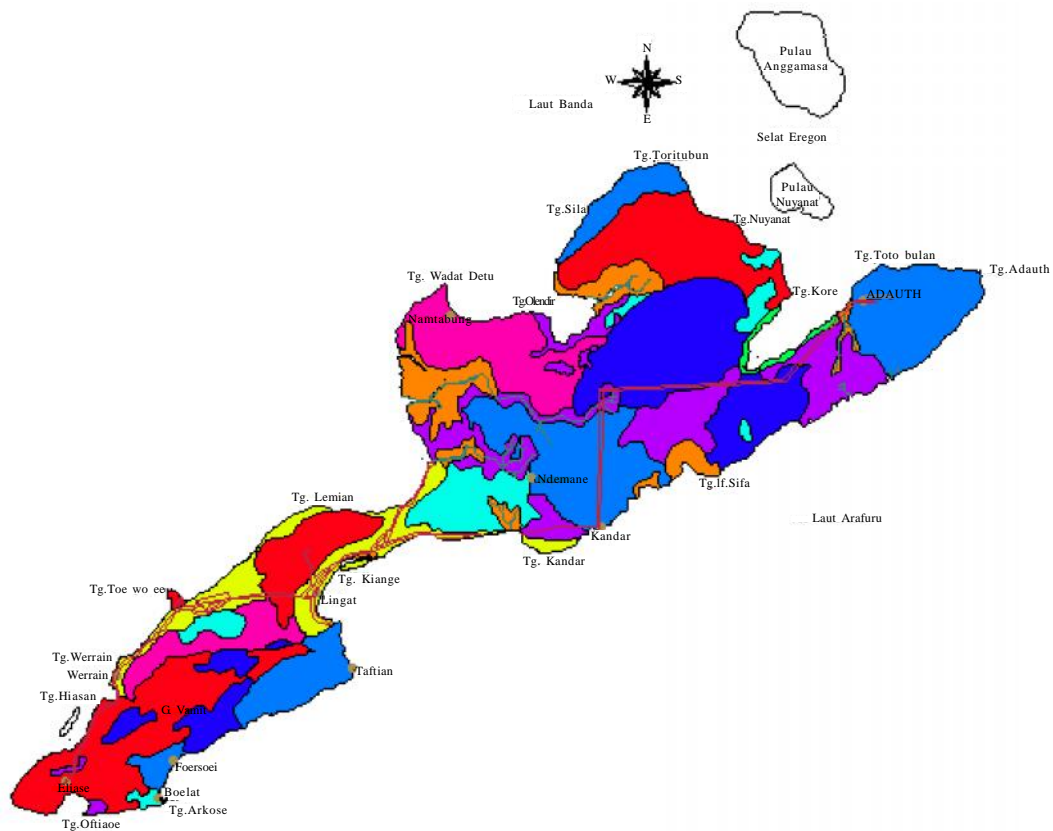 Pulau
Anggamasa
N
W
S
E
Laut Banda
Selat Eregon
Tg.Toritubun
Pulau
Nuyanat
Tg.Sila
Tg.Nuyanat
Tg.Toto bulan
Tg.Adauth
Tg. Wadat Detu
Tg.Kore
ADAUTH
TgOlendir
Namtabung
Ndemane
Tg.lf.Sifa
Tg. Lemian
Laut Arafuru
Kandar
Tg. Kandar
Tg. Kiange
Tg.Toe wo
Lingat
Tg.Werrain
Taftian
Werrain
Tg.Hiasan
G.
Foersoei
Eliase
Boelat
Tg.Arkose
Tg.Oftiaoe